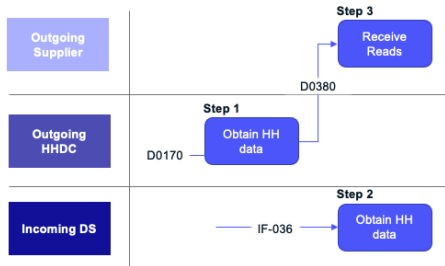 Step 3
Outgoing
Supplier
Receive
Reads
D0380
Step 1
Outgoing
HHDC
Obtain HH
data
D0170
Step 2
Incoming DS
IF-036
Obtain HH
data